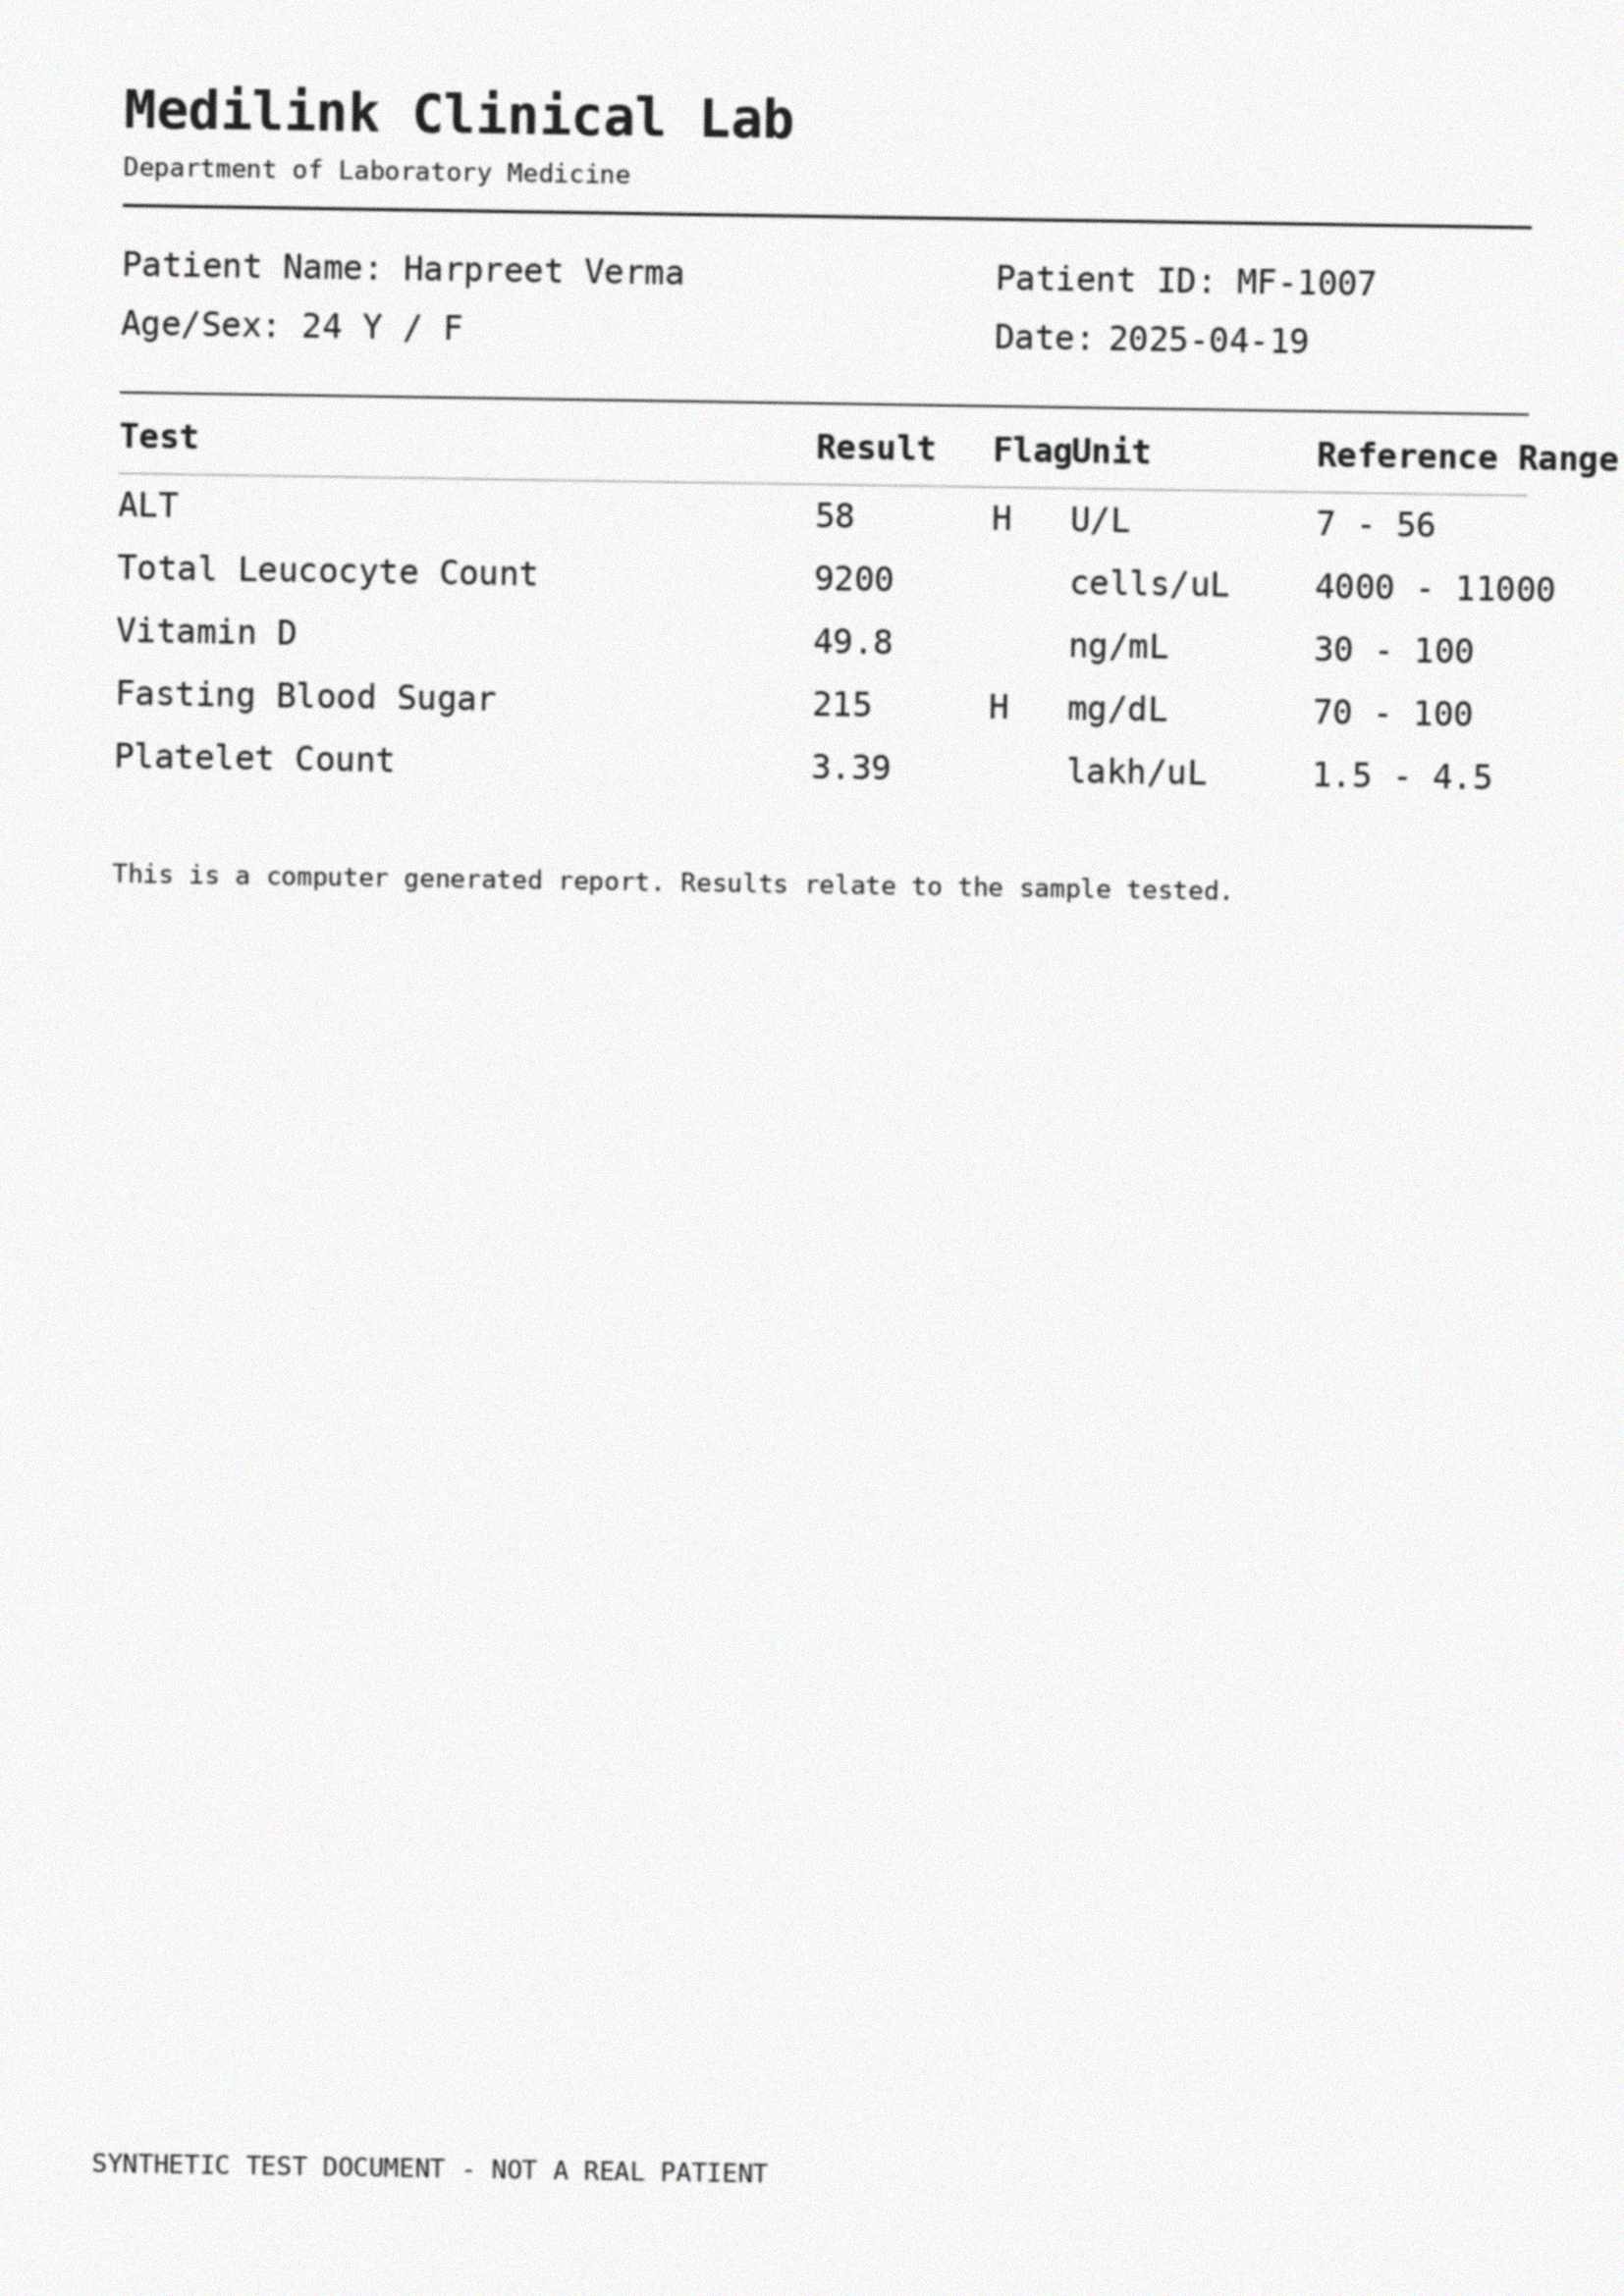 Medilink Clinical Lab
Department of Laboratory Medicine
Patient Name: Harpreet Verma Patient ID: MF-1007
Age/Sex: 24 Y / F Date: 2025-04-19
Test Result Flag Unit Reference Range
ALT 58 H U/L 7 - 56
Total Leucocyte Count 9200 cells/uL 4000 - 11000
Vitamin D 49.8 ng/mL 30 - 100
Fasting Blood Sugar 215 H mg/dL 70 - 100
Platelet Count 3.39 lakh/uL 1.5 - 4.5
This is a computer generated report. Results relate to the sample tested.
SYNTHETIC TEST DOCUMENT - NOT A REAL PATIENT